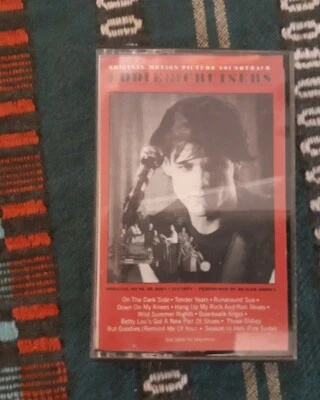 ORIGINAL MOTION PICTURE SOUNDTRACK
EDDIE AND THE CRUISERS
On The Dark Side • Tender Years • Runaround Sue •
Down On My Knees • Hang Up My Rock And Roll Shoes •
Wild Summer Nights • Boardwalk Angel •
Betty Lou's Got A New Pair Of Shoes • Those Oldies
But Goodies (Remind Me Of You) • Season In Hell (Fire Suite)